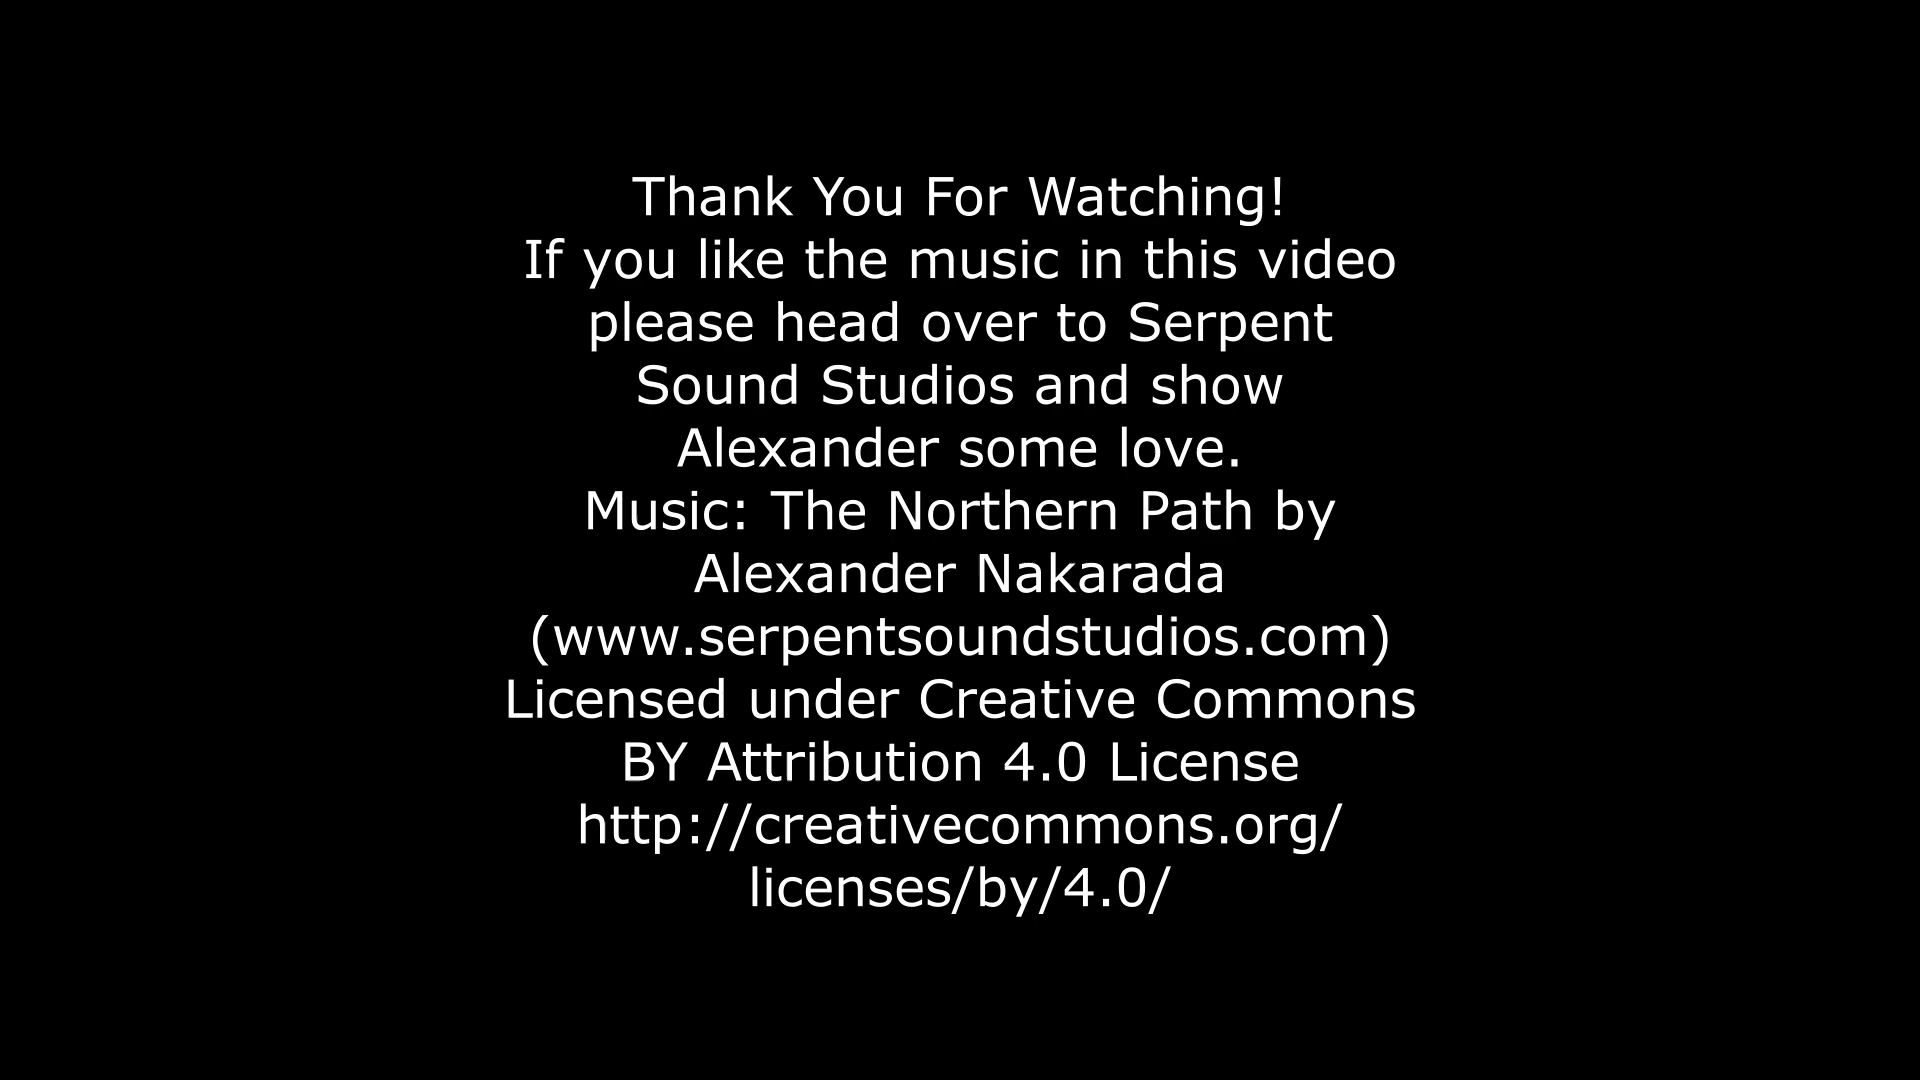 Thank You For Watching!
If you like the music in this video
please head over to Serpent
Sound Studios and show
Alexander some love.
Music: The Northern Path by
Alexander Nakarada
(www.serpentsoundstudios.com)
Licensed under Creative Commons
BY Attribution 4.0 License
http://creativecommons.org/
licenses/by/4.0/